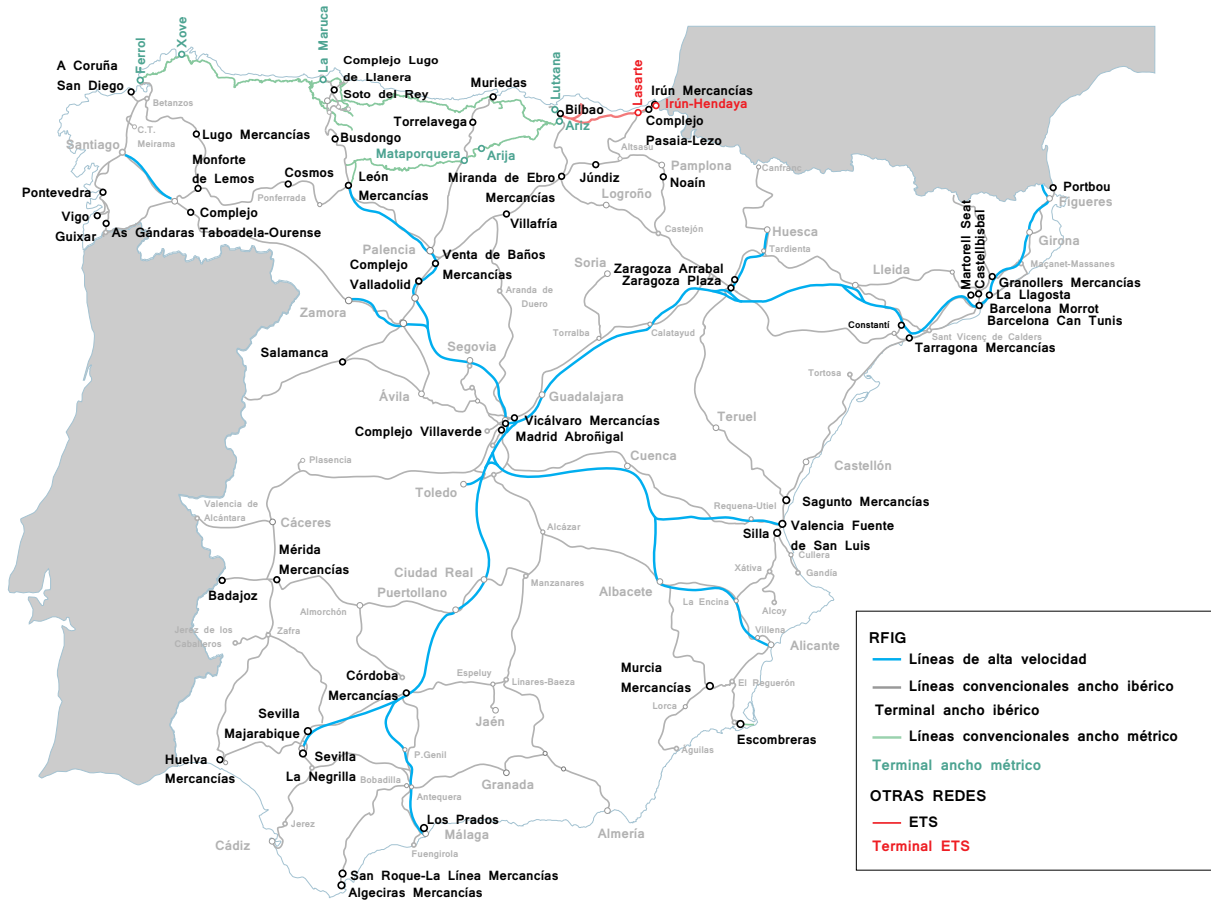 Ferrol
Xove
La Maruca
Lutxana
Lasarte
A Coruña
San Diego
Betanzos
C.T.
Meirama
Santiago
Lugo Mercancías
Monforte
de Lemos
Cosmos
Ponferrada
Pontevedra
Vigo
Guixar
As Gándaras
Complejo
Taboadela-Ourense
Complejo Lugo
de Llanera
Soto del Rey
Busdongo
León
Mercancías
Muriedas
Torrelavega
Mataporquera
Arija
Bilbao
Ariz
Irún Mercancías
Irún-Hendaya
Complejo
Pasaia-Lezo
Altsasu
Miranda de Ebro
Mercancías
Júndiz
Villafría
Logroño
Pamplona
Noaín
Castejón
Canfranc
Huesca
Tardienta
Palencia
Venta de Baños
Mercancías
Complejo
Valladolid
Zamora
Aranda de
Duero
Soria
Torralba
Calatayud
Zaragoza Arrabal
Zaragoza Plaza
Lleida
Constantí
Tarragona Mercancías
Sant Vicenç de Calders
Martorell Seat
Castellbisbal
Portbou
Figueres
Girona
Maçanet-Massanes
Granollers Mercancías
La Llagosta
Barcelona Morrot
Barcelona Can Tunis
Tortosa
Salamanca
Segovia
Ávila
Guadalajara
Vicálvaro Mercancías
Complejo Villaverde
Madrid Abroñigal
Teruel
Cuenca
Castellón
Plasencia
Toledo
Requena-Utiel
Sagunto Mercancías
Valencia Fuente
de San Luis
Silla
Cullera
Gandía
Xátiva
Alcoy
Valencia de
Alcántara
Cáceres
Mérida
Mercancías
Badajoz
Alcázar
Ciudad Real
Puertollano
Manzanares
Almorchón
Albacete
La Encina
Villena
Alicante
Jerez de los
Caballeros
Zafra
Córdoba
Mercancías
Espeluy
Linares-Baeza
Jaén
Murcia
Mercancías
El Reguerón
Lorca
Águilas
Escombreras
Sevilla
Majarabique
Sevilla
La Negrilla
Huelva
Mercancías
P.Genil
Bobadilla
Antequera
Granada
Los Prados
Málaga
Fuengirola
Almería
Jerez
Cádiz
San Roque-La Línea Mercancías
Algeciras Mercancías
RFIG
Líneas de alta velocidad
Líneas convencionales ancho ibérico
Terminal ancho ibérico
Líneas convencionales ancho métrico
Terminal ancho métrico
OTRAS REDES
ETS
Terminal ETS